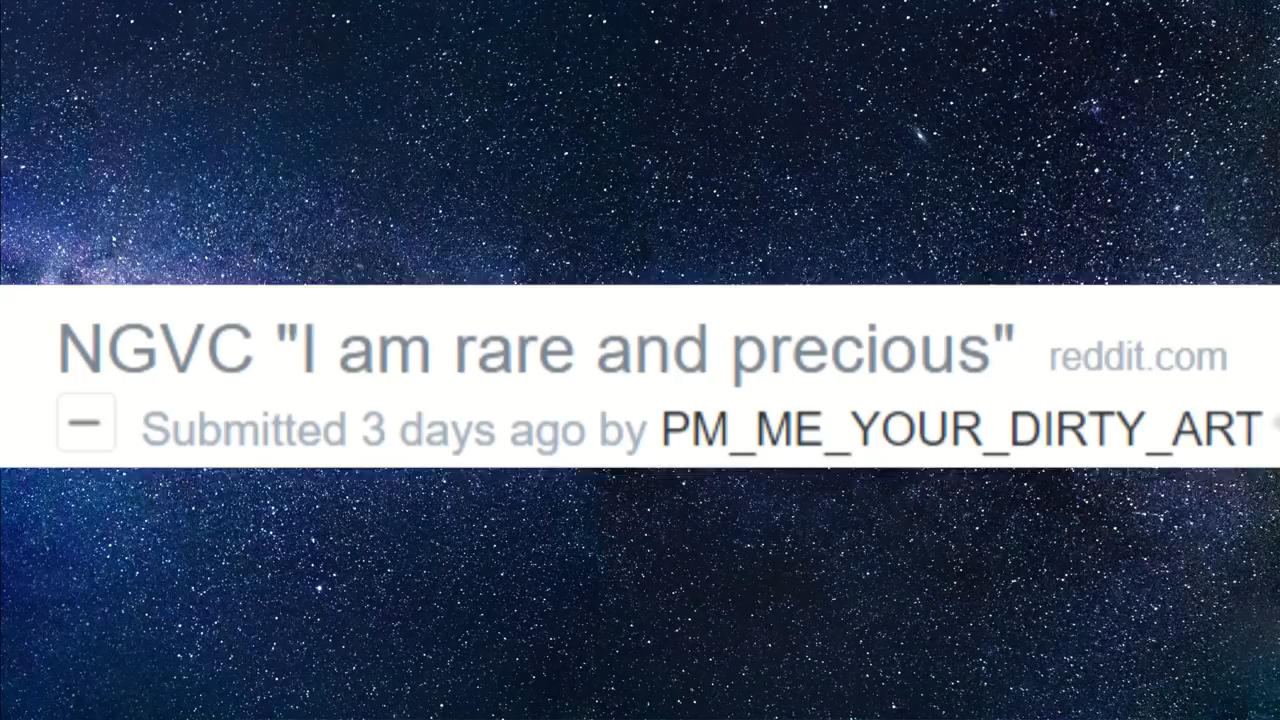 NGVC "I am rare and precious" reddit.com
Submitted 3 days ago by PM_ME_YOUR_DIRTY_ART